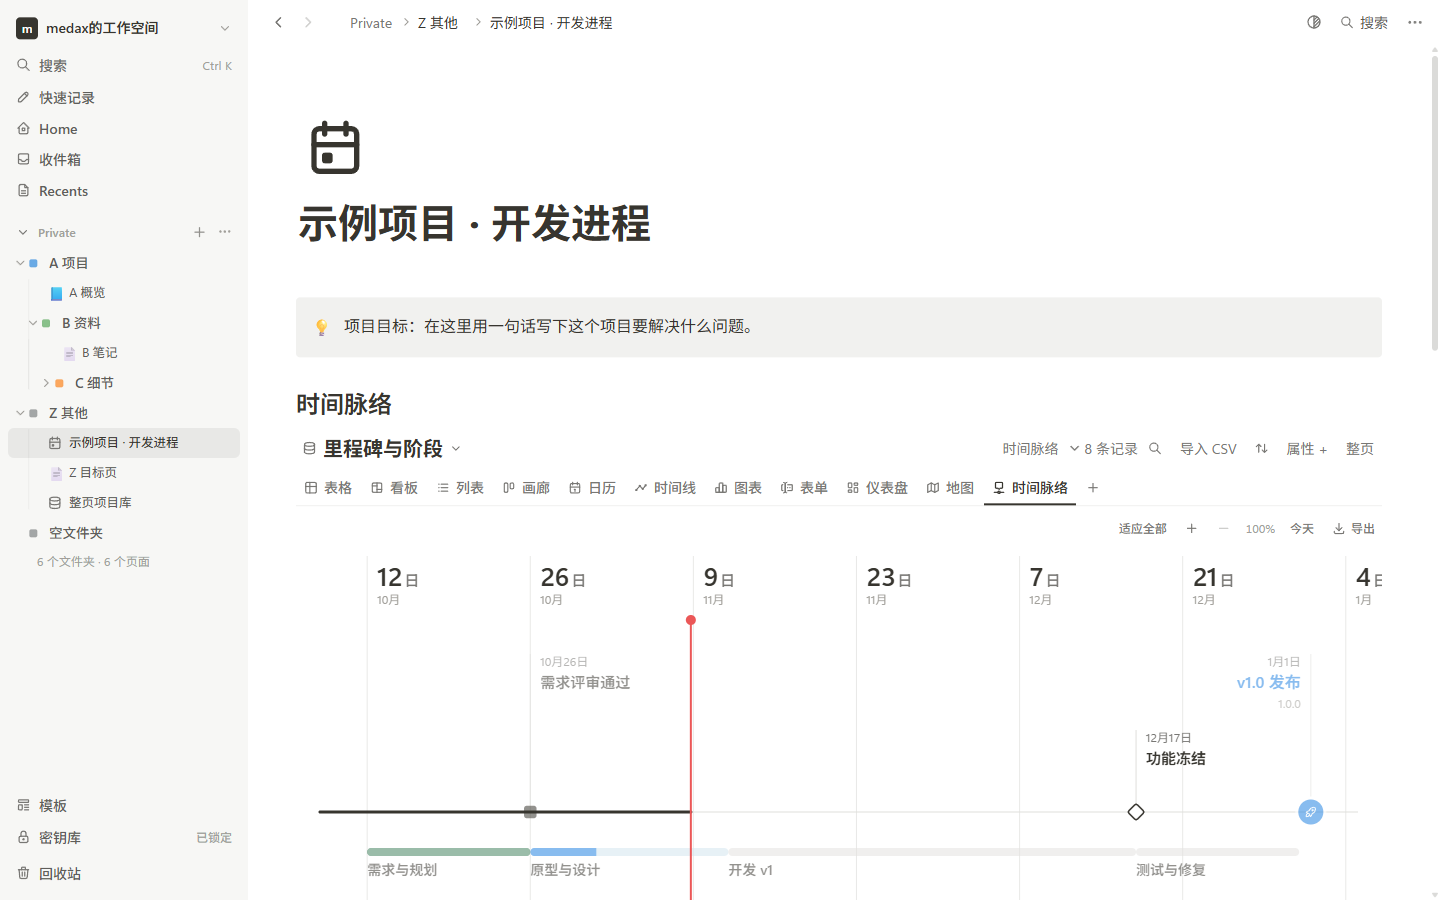 m medax的工作空间
搜索 Ctrl K
快速记录
Home
收件箱
Recents
Private
A 项目
A 概览
B 资料
B 笔记
C 细节
Z 其他
示例项目 · 开发进程
Z 目标页
整页项目库
空文件夹
6 个文件夹 · 6 个页面
模板
密钥库 已锁定
回收站
Private Z 其他 示例项目 · 开发进程
搜索
示例项目 · 开发进程
项目目标：在这里用一句话写下这个项目要解决什么问题。
时间脉络
里程碑与阶段
时间脉络 8 条记录 导入 CSV 属性 + 整页
表格 看板 列表 画廊 日历 时间线 图表 表单 仪表盘 地图 时间脉络 +
适应全部 + − 100% 今天 导出
12日 26日 9日 23日 7日 21日 4日
10月 10月 11月 11月 12月 12月 1月
10月26日
需求评审通过
1月1日
v1.0 发布
1.0.0
12月17日
功能冻结
需求与规划 原型与设计 开发 v1 测试与修复